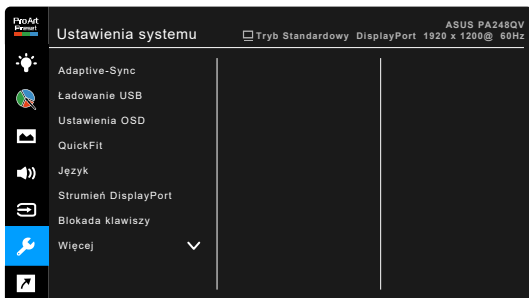 ProArt
Preset
Ustawienia systemu
ASUS PA248QV
Tryb Standardowy DisplayPort 1920 x 1200@ 60Hz
Adaptive-Sync
Ładowanie USB
Ustawienia OSD
QuickFit
Język
Strumień DisplayPort
Blokada klawiszy
Więcej